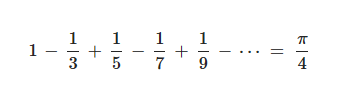 1 − 1/3 + 1/5 − 1/7 + 1/9 − ⋯ = π/4